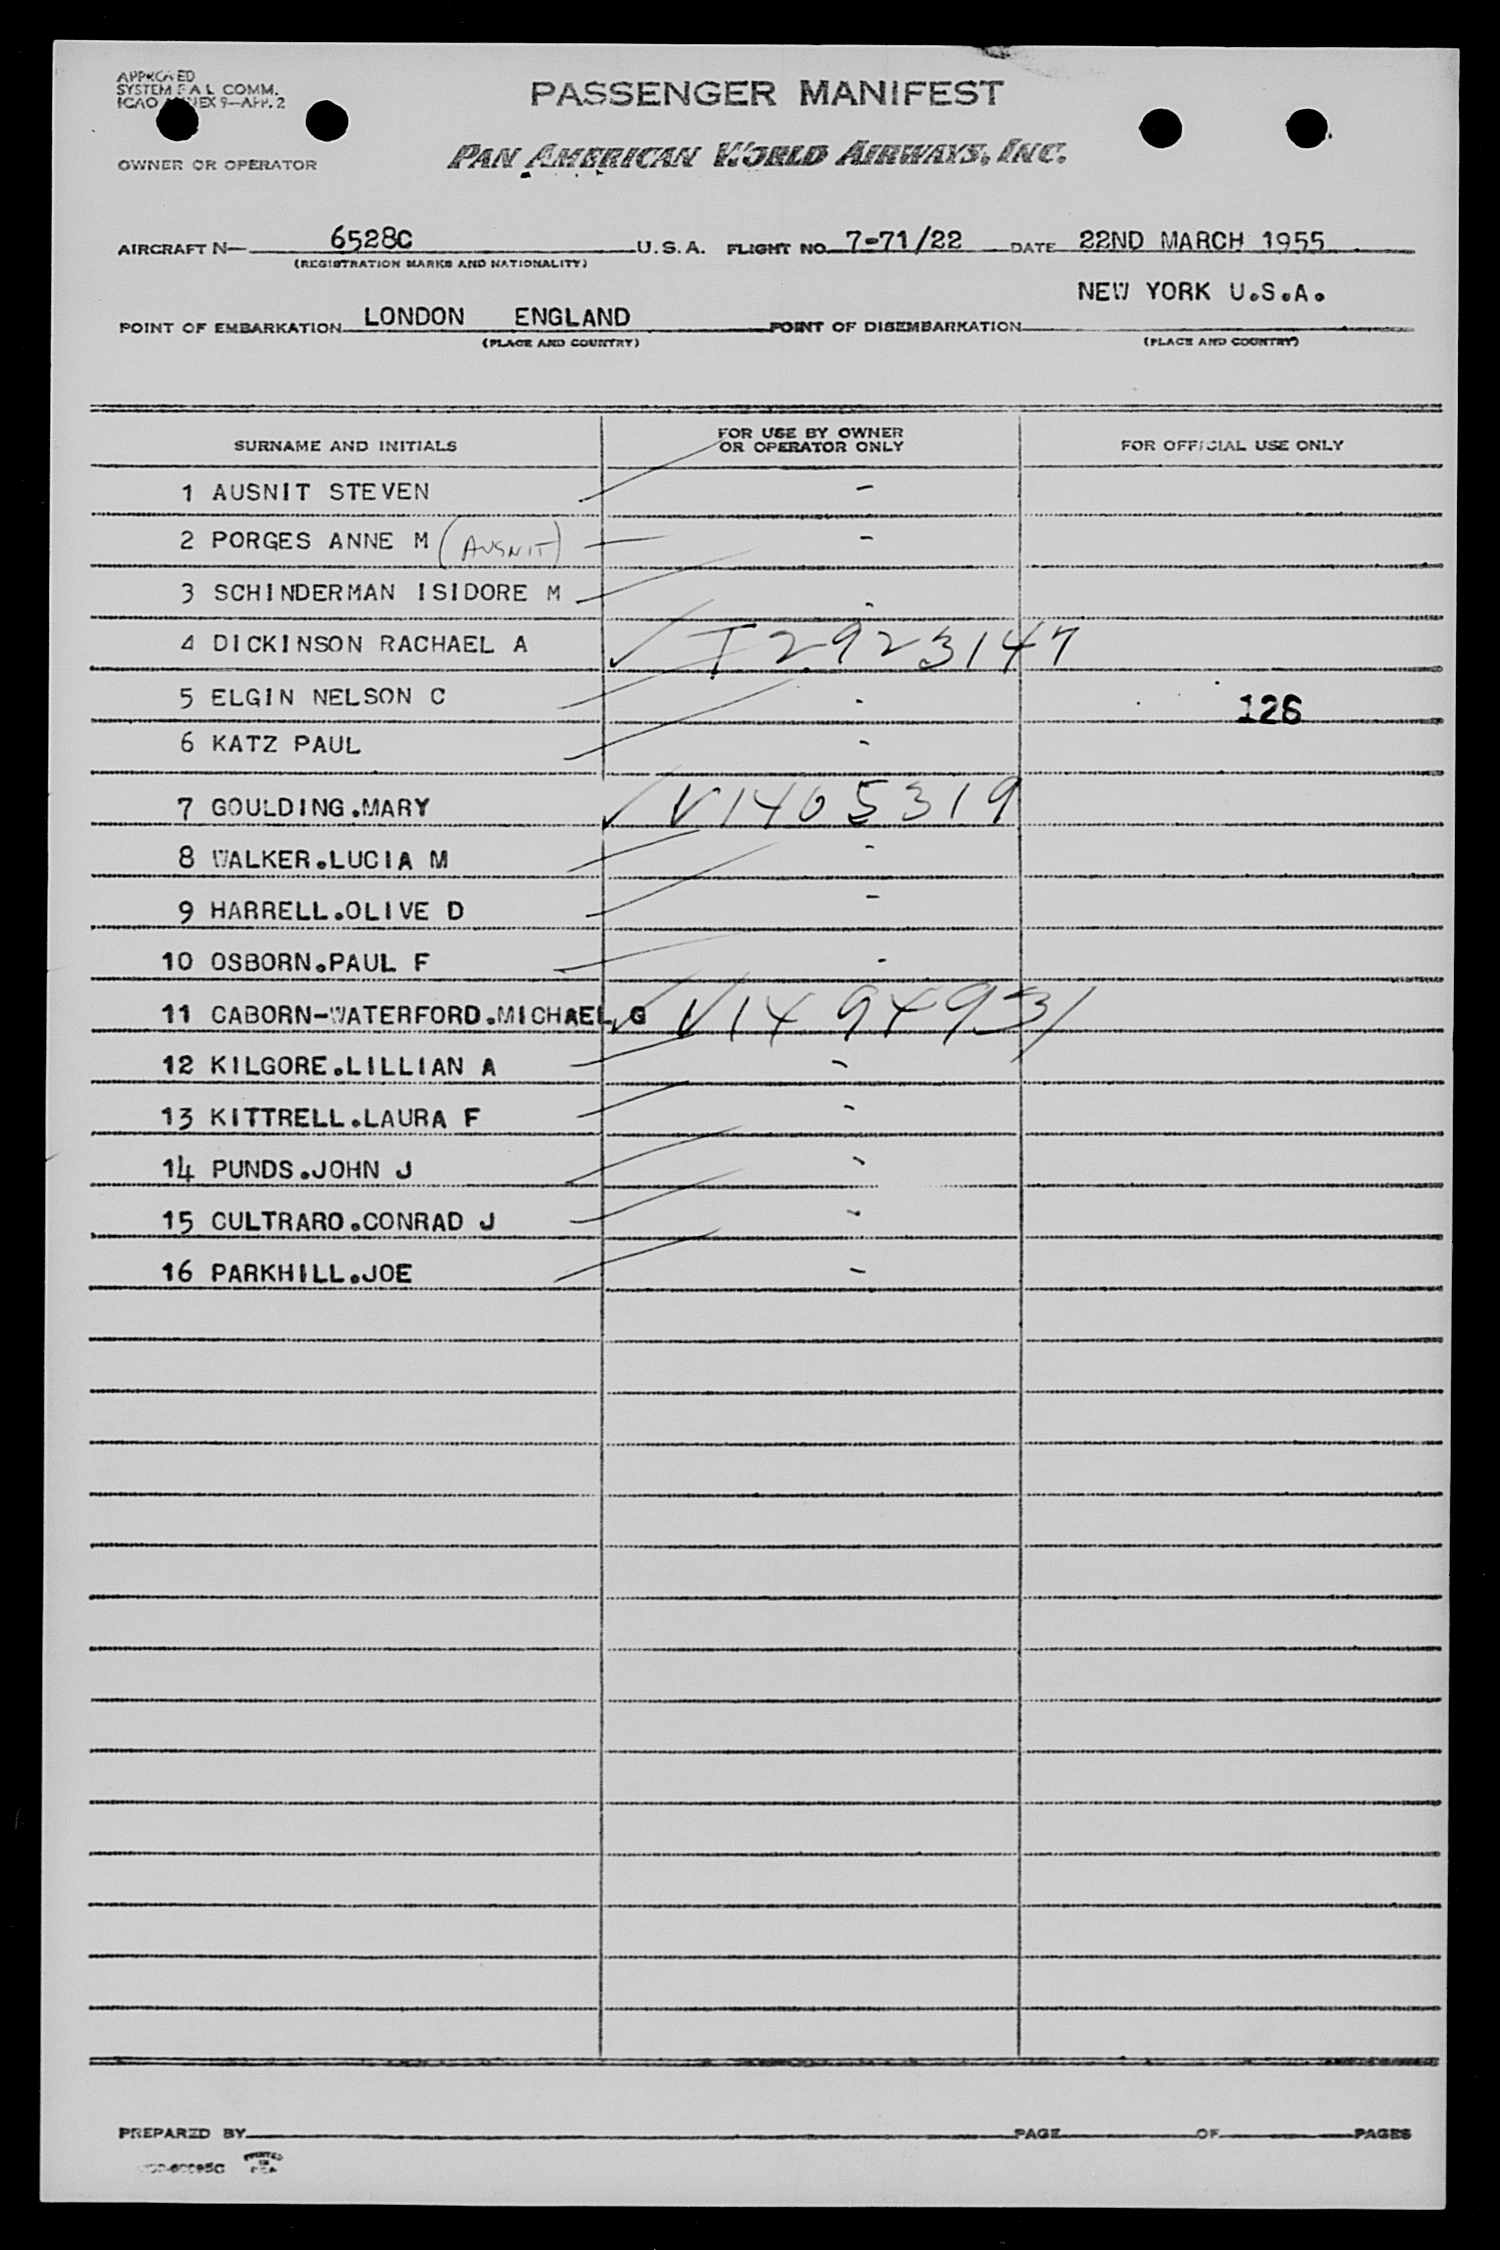 APPROVED
SYSTEM F A L COMM.
ICAO ANNEX 9—APP. 2
PASSENGER MANIFEST
OWNER OR OPERATOR
PAN AMERICAN WORLD AIRWAYS, INC.
AIRCRAFT N— 6528C U.S.A. FLIGHT NO. 7-71/22 DATE 22ND MARCH 1955
(REGISTRATION MARKS AND NATIONALITY)
NEW YORK U.S.A.
POINT OF EMBARKATION LONDON ENGLAND POINT OF DISEMBARKATION
(PLACE AND COUNTRY) (PLACE AND COUNTRY)
SURNAME AND INITIALS FOR USE BY OWNER OR OPERATOR ONLY FOR OFFICIAL USE ONLY
1 AUSNIT STEVEN -
2 PORGES ANNE M (AUSNIT) -
3 SCHINDERMAN ISIDORE M -
4 DICKINSON RACHAEL A ✓ I 2923147
5 ELGIN NELSON C - 126
6 KATZ PAUL -
7 GOULDING.MARY ✓ V1405319
8 WALKER.LUCIA M -
9 HARRELL.OLIVE D -
10 OSBORN.PAUL F -
11 CABORN-WATERFORD.MICHAEL G ✓ V1494931
12 KILGORE.LILLIAN A -
13 KITTRELL.LAURA F -
14 PUNDS.JOHN J -
15 CULTRARO.CONRAD J -
16 PARKHILL.JOE -
PREPARED BY PAGE OF PAGES
PRINTED IN